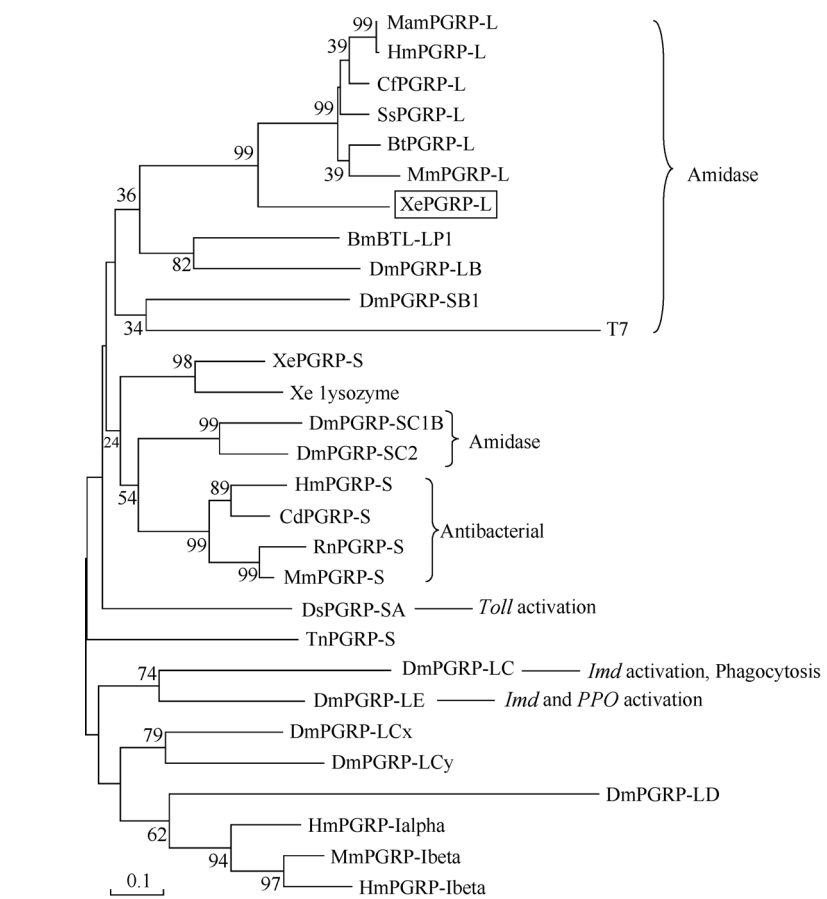 99 MamPGRP-L
39 HmPGRP-L
CfPGRP-L
99 SsPGRP-L
BtPGRP-L
99
39 MmPGRP-L
Amidase
36
XePGRP-L
BmBTL-LP1
82 DmPGRP-LB
DmPGRP-SB1
34 T7
98 XePGRP-S
Xe 1ysozyme
99 DmPGRP-SC1B
24 Amidase
DmPGRP-SC2
54 89 HmPGRP-S
CdPGRP-S
Antibacterial
99 RnPGRP-S
99 MmPGRP-S
DsPGRP-SA Toll activation
TnPGRP-S
74 DmPGRP-LC Imd activation, Phagocytosis
DmPGRP-LE Imd and PPO activation
79 DmPGRP-LCx
DmPGRP-LCy
DmPGRP-LD
62 HmPGRP-Ialpha
94 MmPGRP-Ibeta
97 HmPGRP-Ibeta
0.1